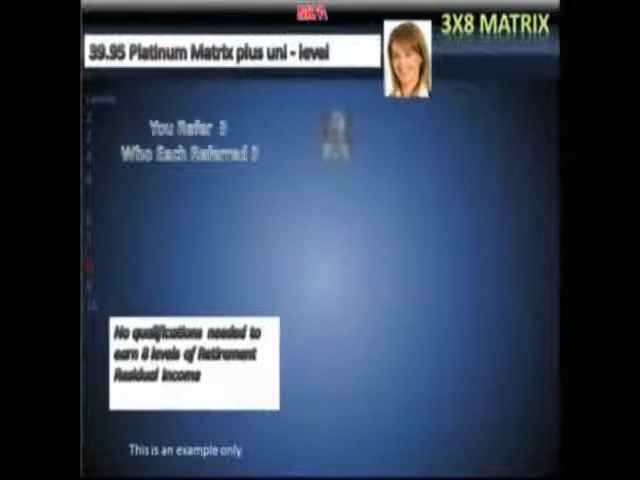 3X8 MATRIX
39.95 Platinum Matrix plus uni - level
You Refer 3
Who Each Referred 3
No qualifications needed to
earn 8 levels of Retirement
Residual Income
This is an example only